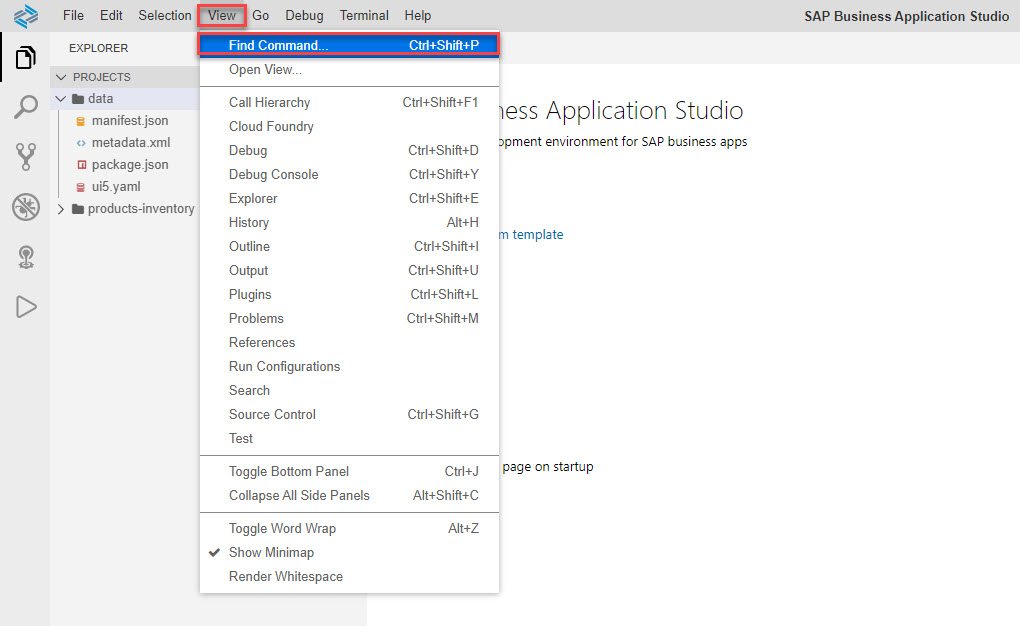 File Edit Selection View Go Debug Terminal Help SAP Business Application Studio
EXPLORER
PROJECTS
data
manifest.json
metadata.xml
package.json
ui5.yaml
products-inventory
Find Command... Ctrl+Shift+P
Open View...
Call Hierarchy Ctrl+Shift+F1
Cloud Foundry
Debug Ctrl+Shift+D
Debug Console Ctrl+Shift+Y
Explorer Ctrl+Shift+E
History Alt+H
Outline Ctrl+Shift+I
Output Ctrl+Shift+U
Plugins Ctrl+Shift+L
Problems Ctrl+Shift+M
References
Run Configurations
Search
Source Control Ctrl+Shift+G
Test
Toggle Bottom Panel Ctrl+J
Collapse All Side Panels Alt+Shift+C
Toggle Word Wrap Alt+Z
Show Minimap
Render Whitespace
ness Application Studio
opment environment for SAP business apps
m template
page on startup